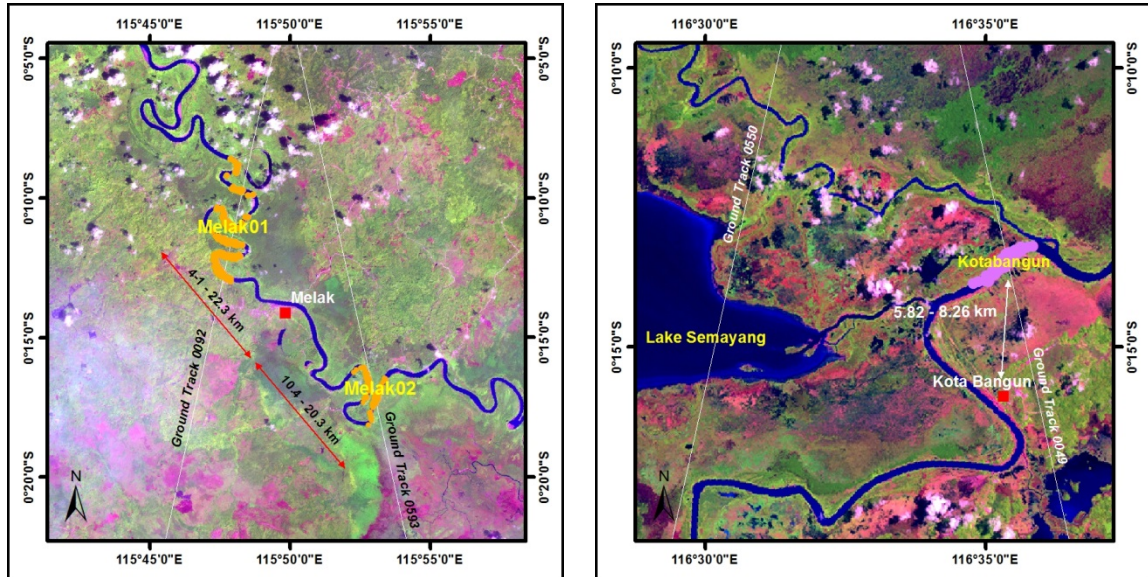 115°45'0"E 115°50'0"E 115°55'0"E
0°5'0"S 0°5'0"S
0°10'0"S 0°10'0"S
Melak01
4-1 - 22.3 km
Melak
0°15'0"S 0°15'0"S
Ground Track 0092
10.4 - 20.3 km
Melak02
Ground Track 0593
N
0°20'0"S 0°20'0"S
115°45'0"E 115°50'0"E 115°55'0"E
116°30'0"E 116°35'0"E
0°10'0"S 0°10'0"S
Ground Track 0550
Kotabangun
5.82 - 8.26 km
Lake Semayang
0°15'0"S 0°15'0"S
Kota Bangun
Ground Track 0049
N
116°30'0"E 116°35'0"E